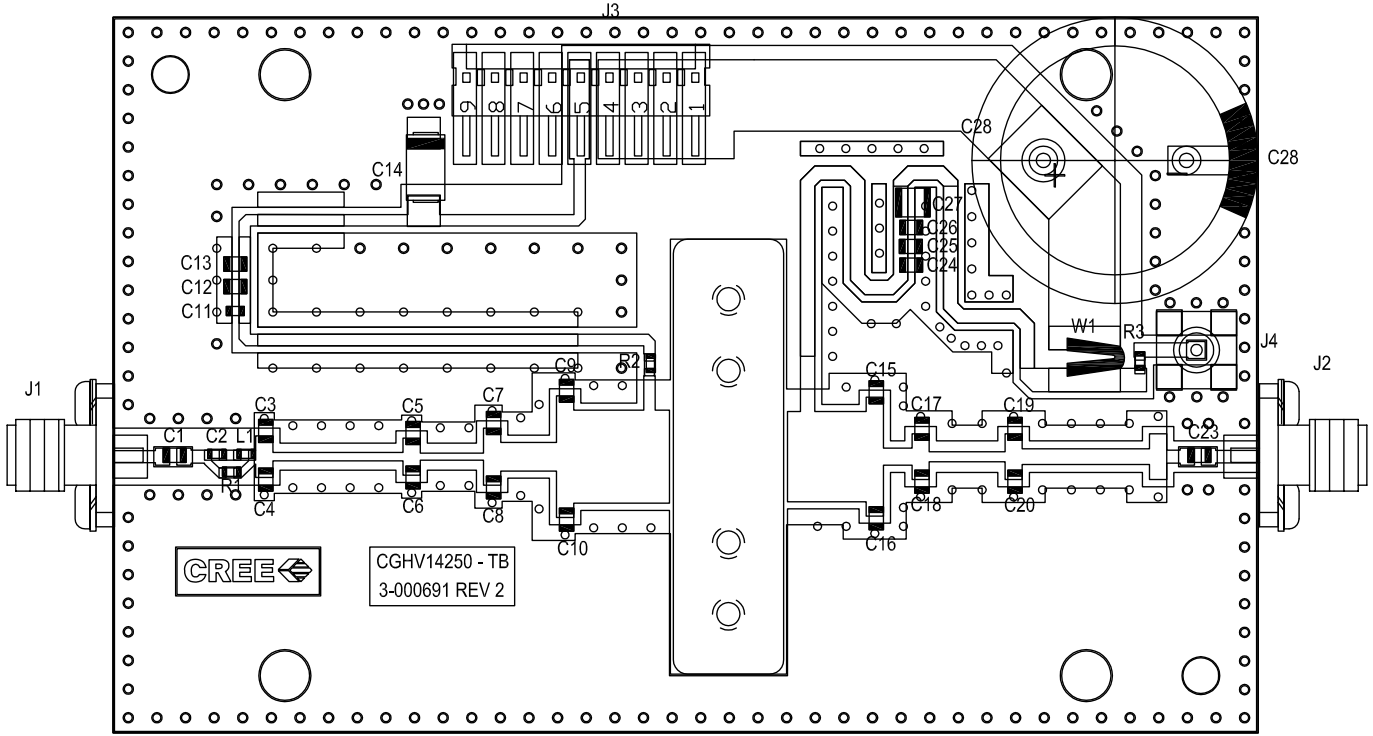 J3
9 8 7 6 5 4 3 2 1
C28
C28
C14
C27
C26
C25
C24
C13
C12
C11
W1
R3
J4
R2
C9
C15
J1
J2
C3
C5
C7
C17
C19
C1
C2
L1
C23
R1
C4
C6
C8
C18
C20
C10
C16
CREE
CGHV14250 - TB
3-000691 REV 2